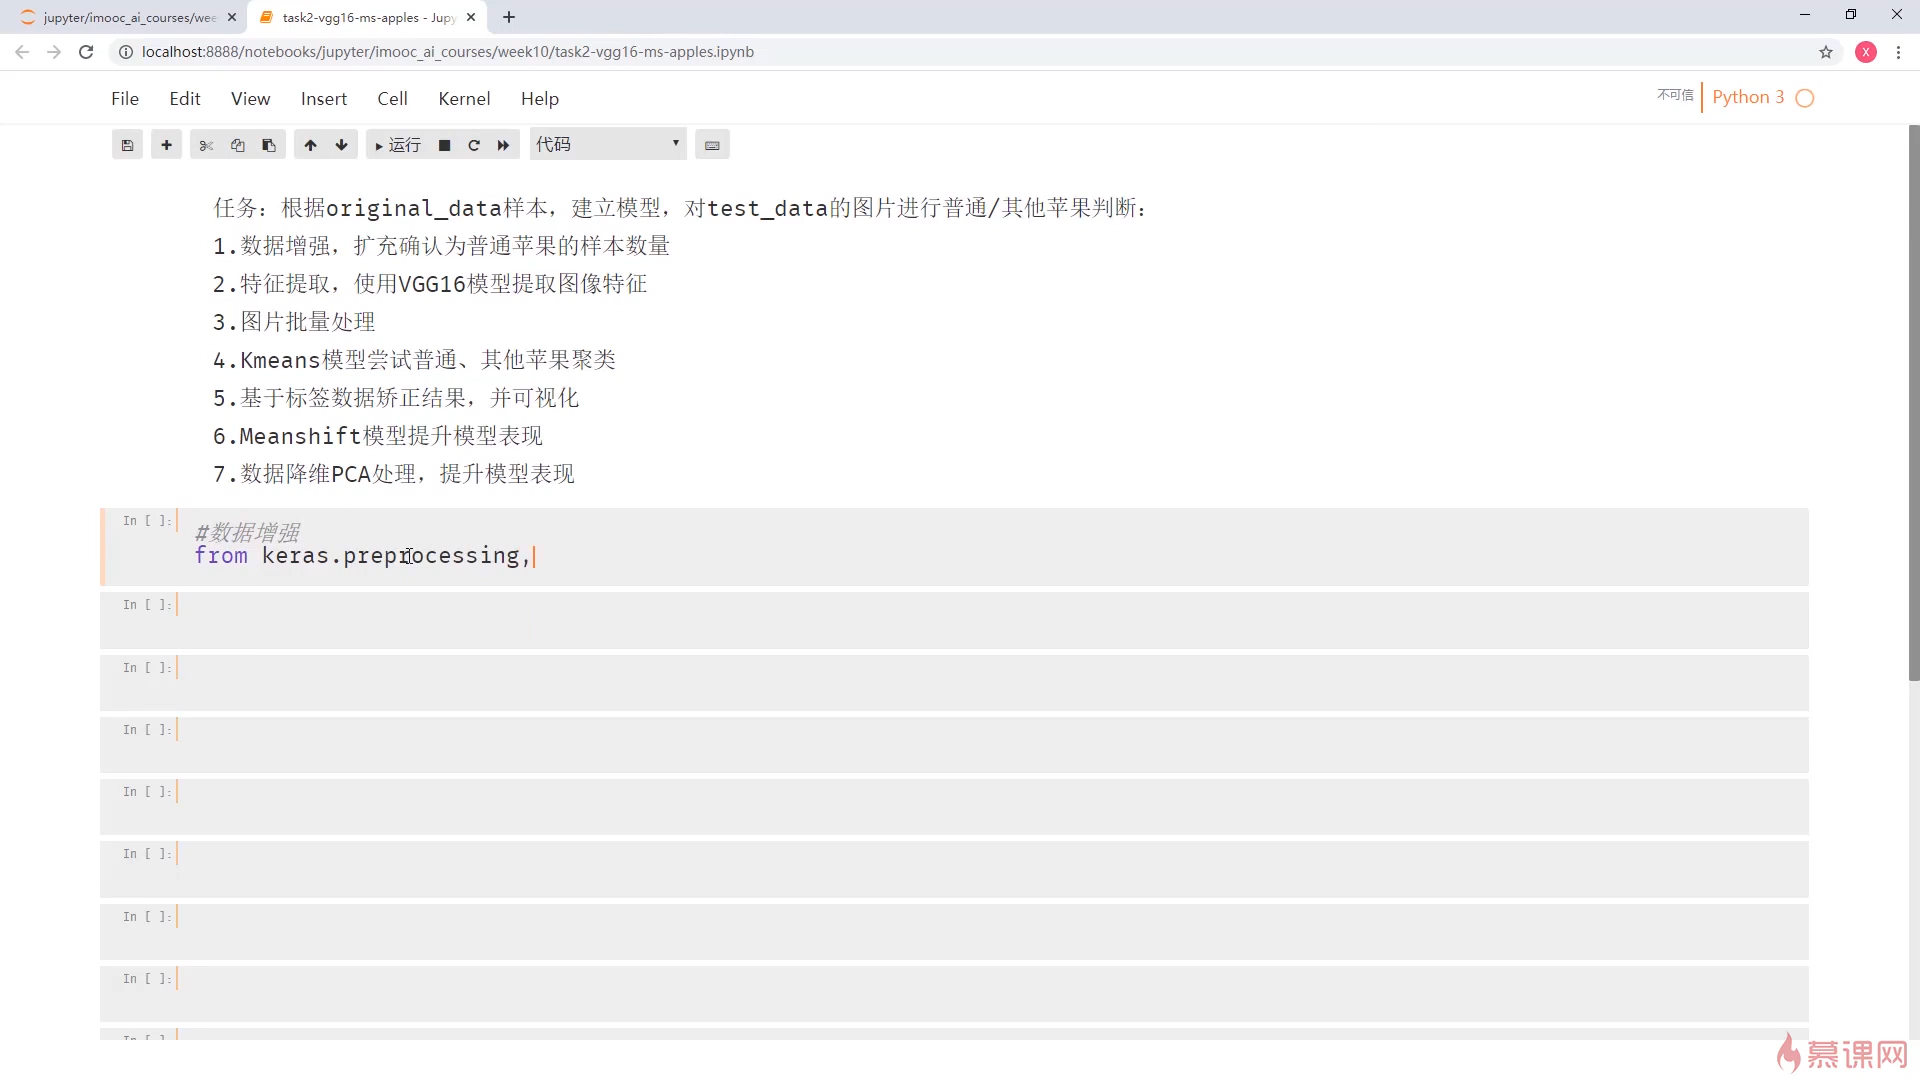 jupyter/imooc_ai_courses/wee
task2-vgg16-ms-apples - Jupy
localhost:8888/notebooks/jupyter/imooc_ai_courses/week10/task2-vgg16-ms-apples.ipynb
X
File Edit View Insert Cell Kernel Help
不可信 Python 3
运行 代码
任务：根据original_data样本，建立模型，对test_data的图片进行普通/其他苹果判断：
1.数据增强，扩充确认为普通苹果的样本数量
2.特征提取，使用VGG16模型提取图像特征
3.图片批量处理
4.Kmeans模型尝试普通、其他苹果聚类
5.基于标签数据矫正结果，并可视化
6.Meanshift模型提升模型表现
7.数据降维PCA处理，提升模型表现
In [ ]:
#数据增强
from keras.preprocessing,
In [ ]:
In [ ]:
In [ ]:
In [ ]:
In [ ]:
In [ ]:
In [ ]:
慕课网